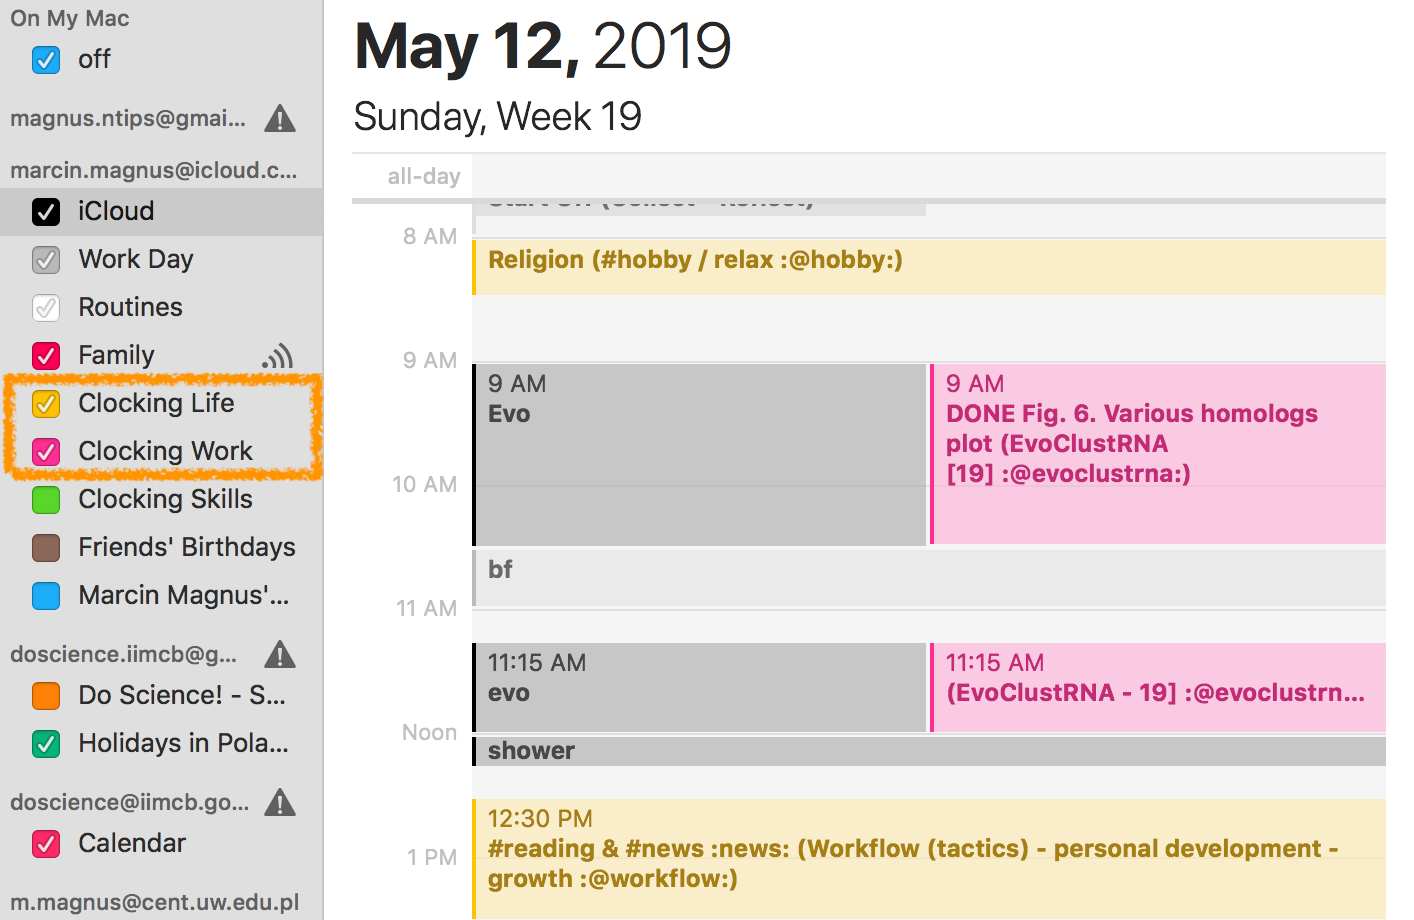 On My Mac
off
magnus.ntips@gmai...
marcin.magnus@icloud.c...
iCloud
Work Day
Routines
Family
Clocking Life
Clocking Work
Clocking Skills
Friends' Birthdays
Marcin Magnus'...
doscience.iimcb@g...
Do Science! - S...
Holidays in Pola...
doscience@iimcb.go...
Calendar
m.magnus@cent.uw.edu.pl
May 12, 2019
Sunday, Week 19
all-day
8 AM
Religion (#hobby / relax :@hobby:)
9 AM
9 AM
Evo
9 AM
DONE Fig. 6. Various homologs
plot (EvoClustRNA
[19] :@evoclustrna:)
10 AM
bf
11 AM
11:15 AM
evo
11:15 AM
(EvoClustRNA - 19] :@evoclustrn...
Noon
shower
12:30 PM
#reading & #news :news: (Workflow (tactics) - personal development -
growth :@workflow:)
1 PM